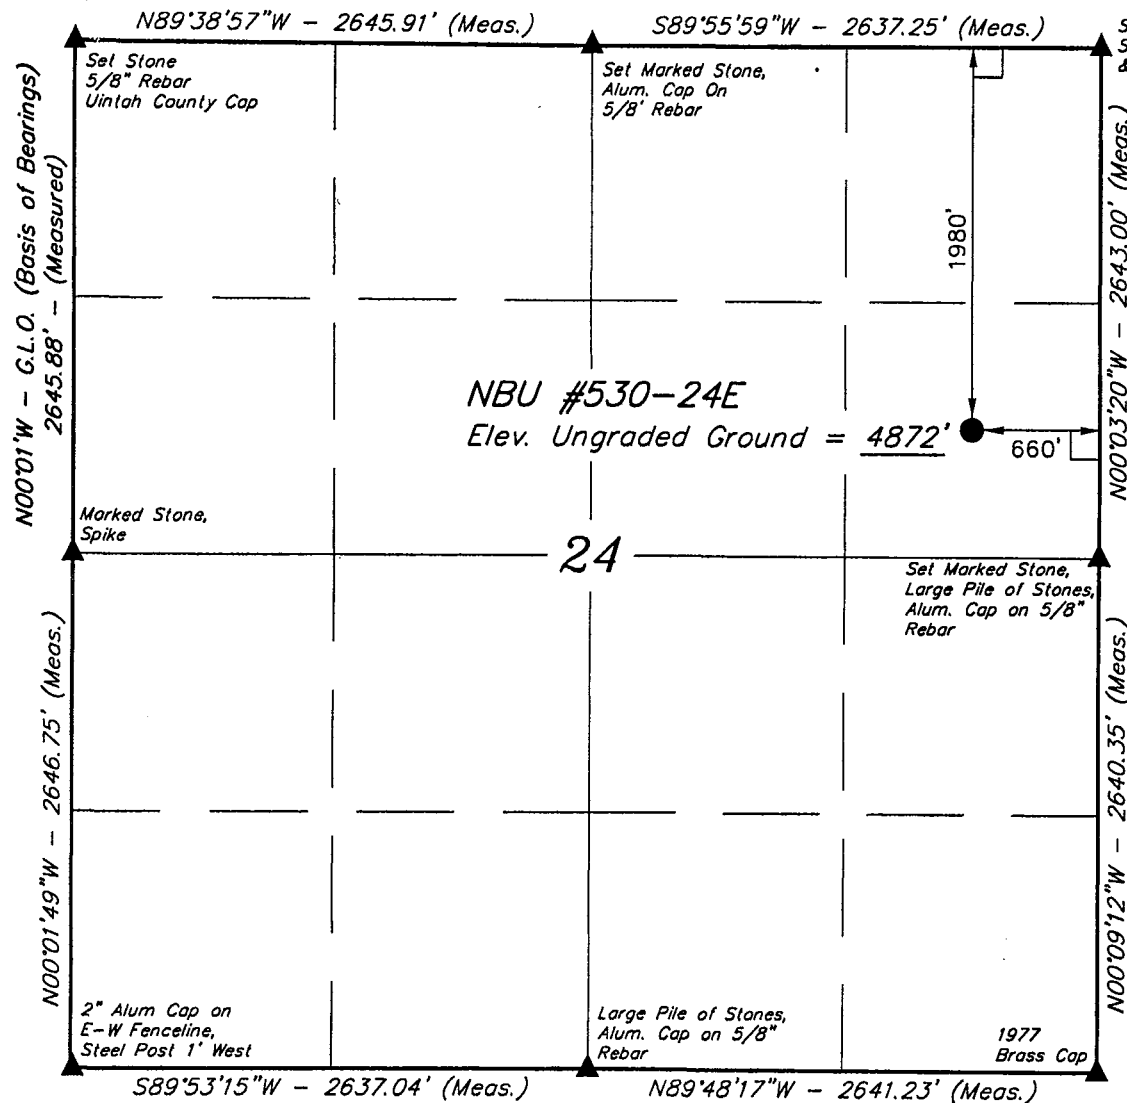 N89°38'57"W - 2645.91' (Meas.)
S89°55'59"W - 2637.25' (Meas.)
Set Stone
5/8" Rebar
Uintah County Cap
Set Marked Stone,
Alum. Cap On
5/8' Rebar
S
S
&
N00°01'W - G.L.O. (Basis of Bearings)
2645.88' - (Measured)
1980'
N00°03'20"W - 2643.00' (Meas.)
NBU #530-24E
Elev. Ungraded Ground = 4872'
660'
Marked Stone,
Spike
24
Set Marked Stone,
Large Pile of Stones,
Alum. Cap on 5/8"
Rebar
N00°01'49"W - 2646.75' (Meas.)
N00°09'12"W - 2640.35' (Meas.)
2" Alum Cap on
E-W Fenceline,
Steel Post 1' West
Large Pile of Stones,
Alum. Cap on 5/8"
Rebar
1977
Brass Cap
S89°53'15"W - 2637.04' (Meas.)
N89°48'17"W - 2641.23' (Meas.)